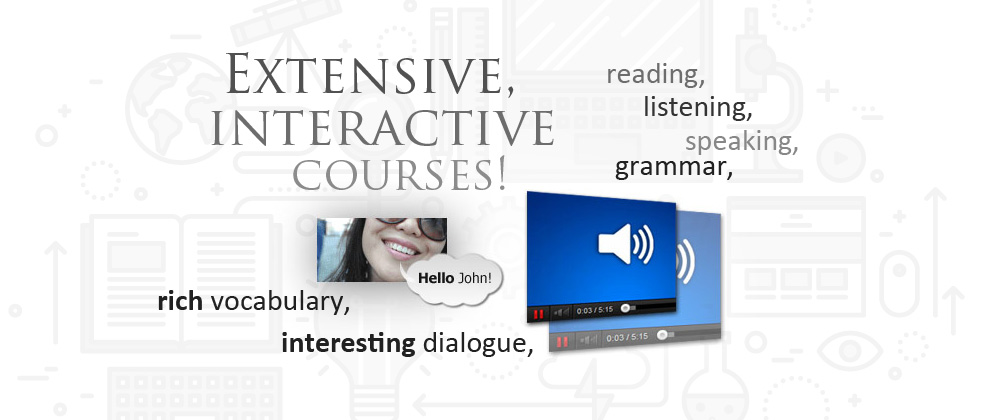 EXTENSIVE,
INTERACTIVE
COURSES!
reading,
listening,
speaking,
grammar,
Hello John!
rich vocabulary,
interesting dialogue,
0:03 / 5:15
0:03 / 5:15